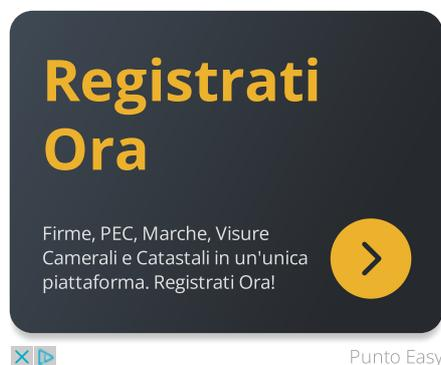 Registrati
Ora
Firme, PEC, Marche, Visure
Camerali e Catastali in un'unica
piattaforma. Registrati Ora!
Punto Easy